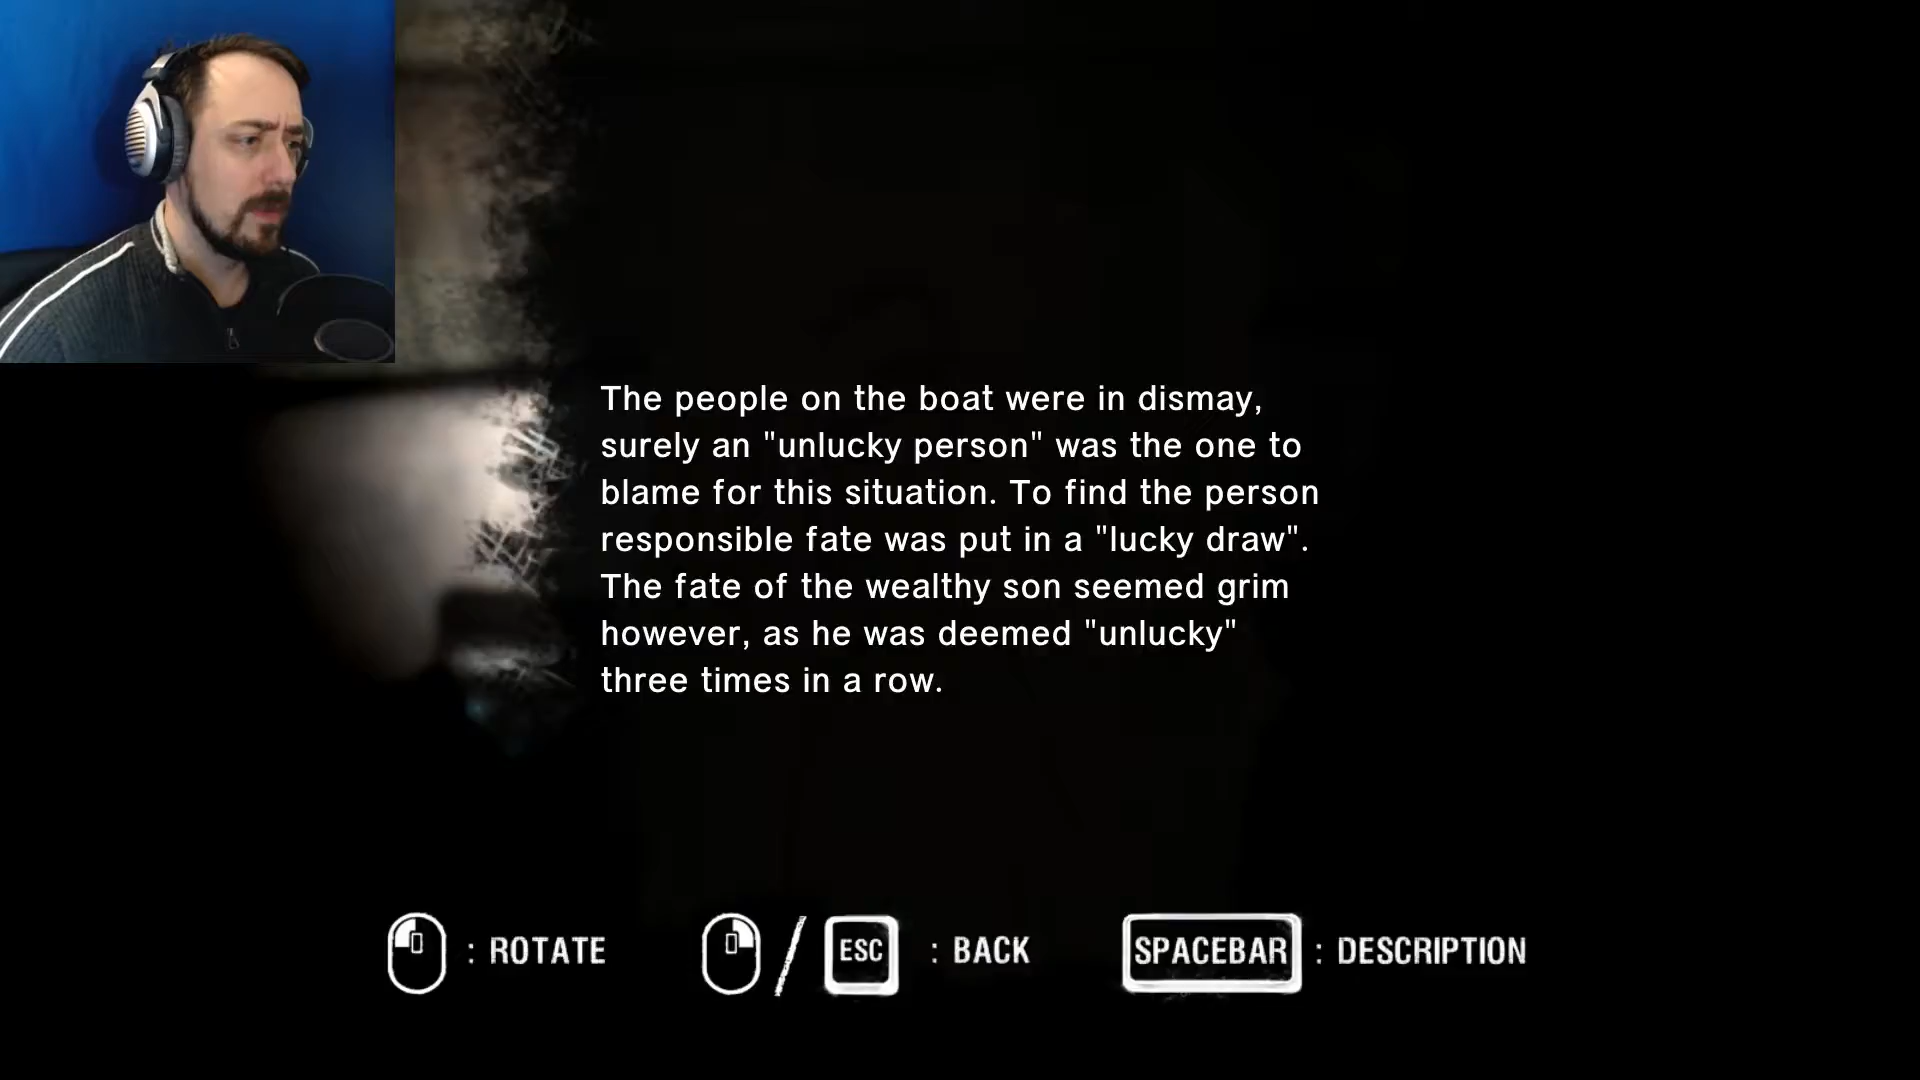 The people on the boat were in dismay,
surely an "unlucky person" was the one to
blame for this situation. To find the person
responsible fate was put in a "lucky draw".
The fate of the wealthy son seemed grim
however, as he was deemed "unlucky"
three times in a row.
: ROTATE
/ ESC : BACK
SPACEBAR : DESCRIPTION